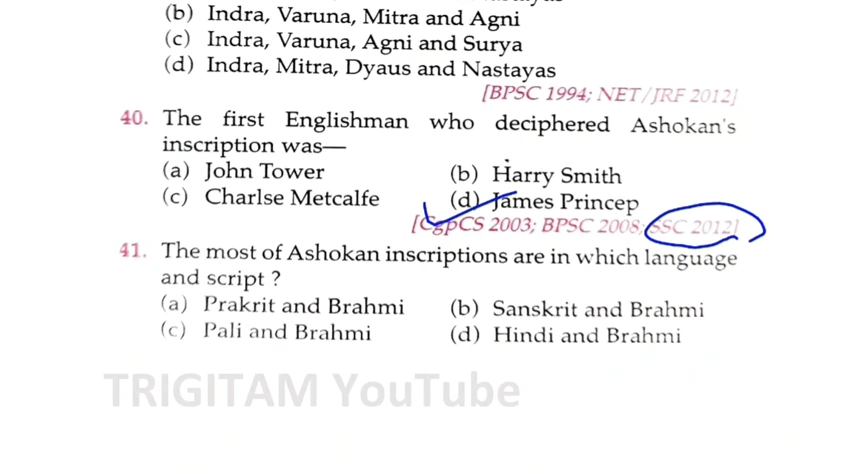 (b) Indra, Varuna, Mitra and Agni
(c) Indra, Varuna, Agni and Surya
(d) Indra, Mitra, Dyaus and Nastayas
[BPSC 1994; NET/JRF 2012]
40. The first Englishman who deciphered Ashokan's
inscription was—
(a) John Tower (b) Harry Smith
(c) Charlse Metcalfe (d) James Princep
[CgpCS 2003; BPSC 2008; SSC 2012]
41. The most of Ashokan inscriptions are in which language
and script ?
(a) Prakrit and Brahmi (b) Sanskrit and Brahmi
(c) Pali and Brahmi (d) Hindi and Brahmi
TRIGITAM YouTube